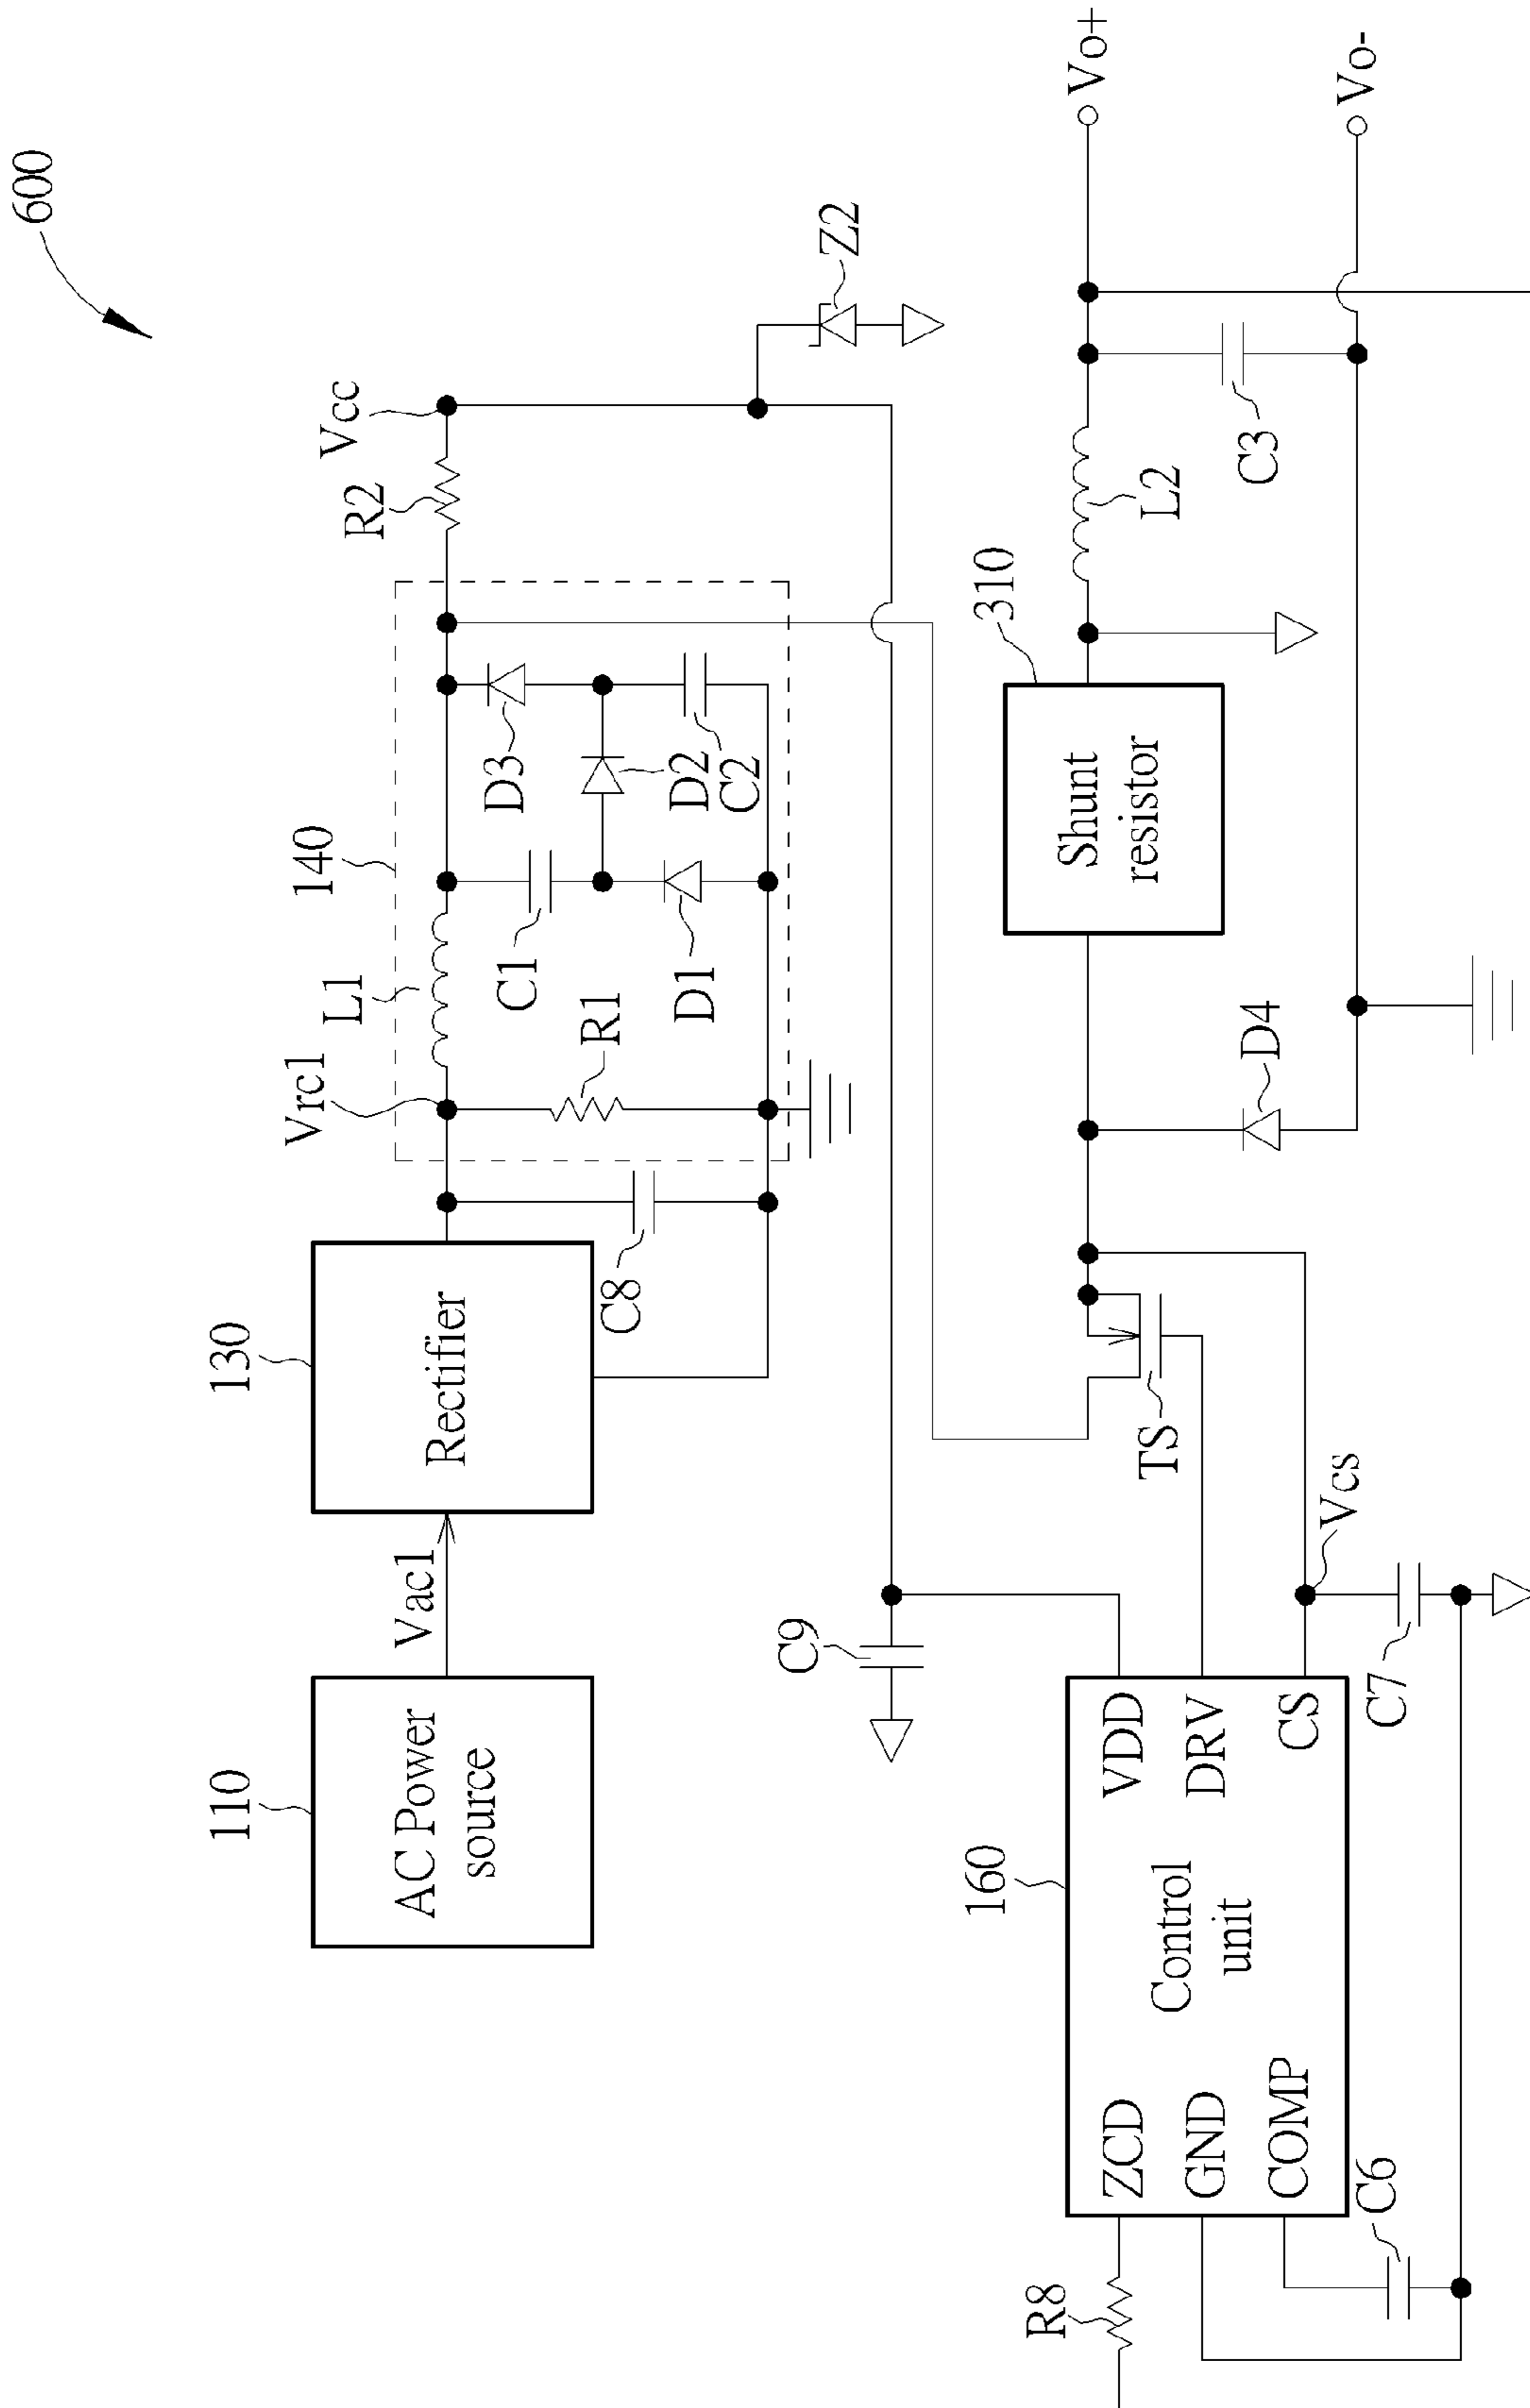 600
110
AC Power
source
Vac1
130
Rectifier
C8
Vrc1
L1
140
R1
C1
D1
D3
D2
C2
R2
Vcc
Z2
C9
160
Control
unit
ZCD
GND
COMP
VDD
DRV
CS
R8
C6
C7
Vcs
TS
D4
310
Shunt
resistor
L2
C3
Vo+
Vo-